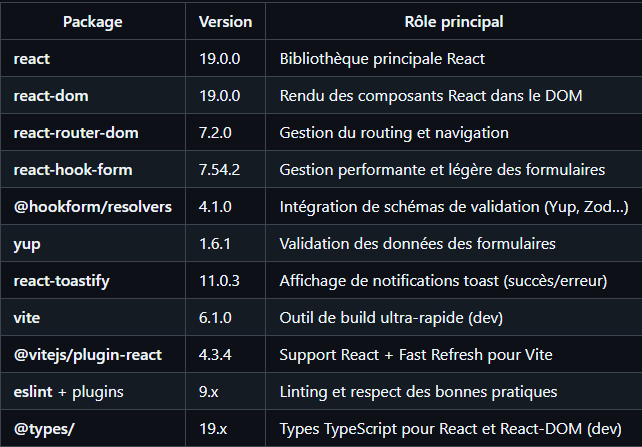 Package Version Rôle principal
react 19.0.0 Bibliothèque principale React
react-dom 19.0.0 Rendu des composants React dans le DOM
react-router-dom 7.2.0 Gestion du routing et navigation
react-hook-form 7.54.2 Gestion performante et légère des formulaires
@hookform/resolvers 4.1.0 Intégration de schémas de validation (Yup, Zod...)
yup 1.6.1 Validation des données des formulaires
react-toastify 11.0.3 Affichage de notifications toast (succès/erreur)
vite 6.1.0 Outil de build ultra-rapide (dev)
@vitejs/plugin-react 4.3.4 Support React + Fast Refresh pour Vite
eslint + plugins 9.x Linting et respect des bonnes pratiques
@types/ 19.x Types TypeScript pour React et React-DOM (dev)